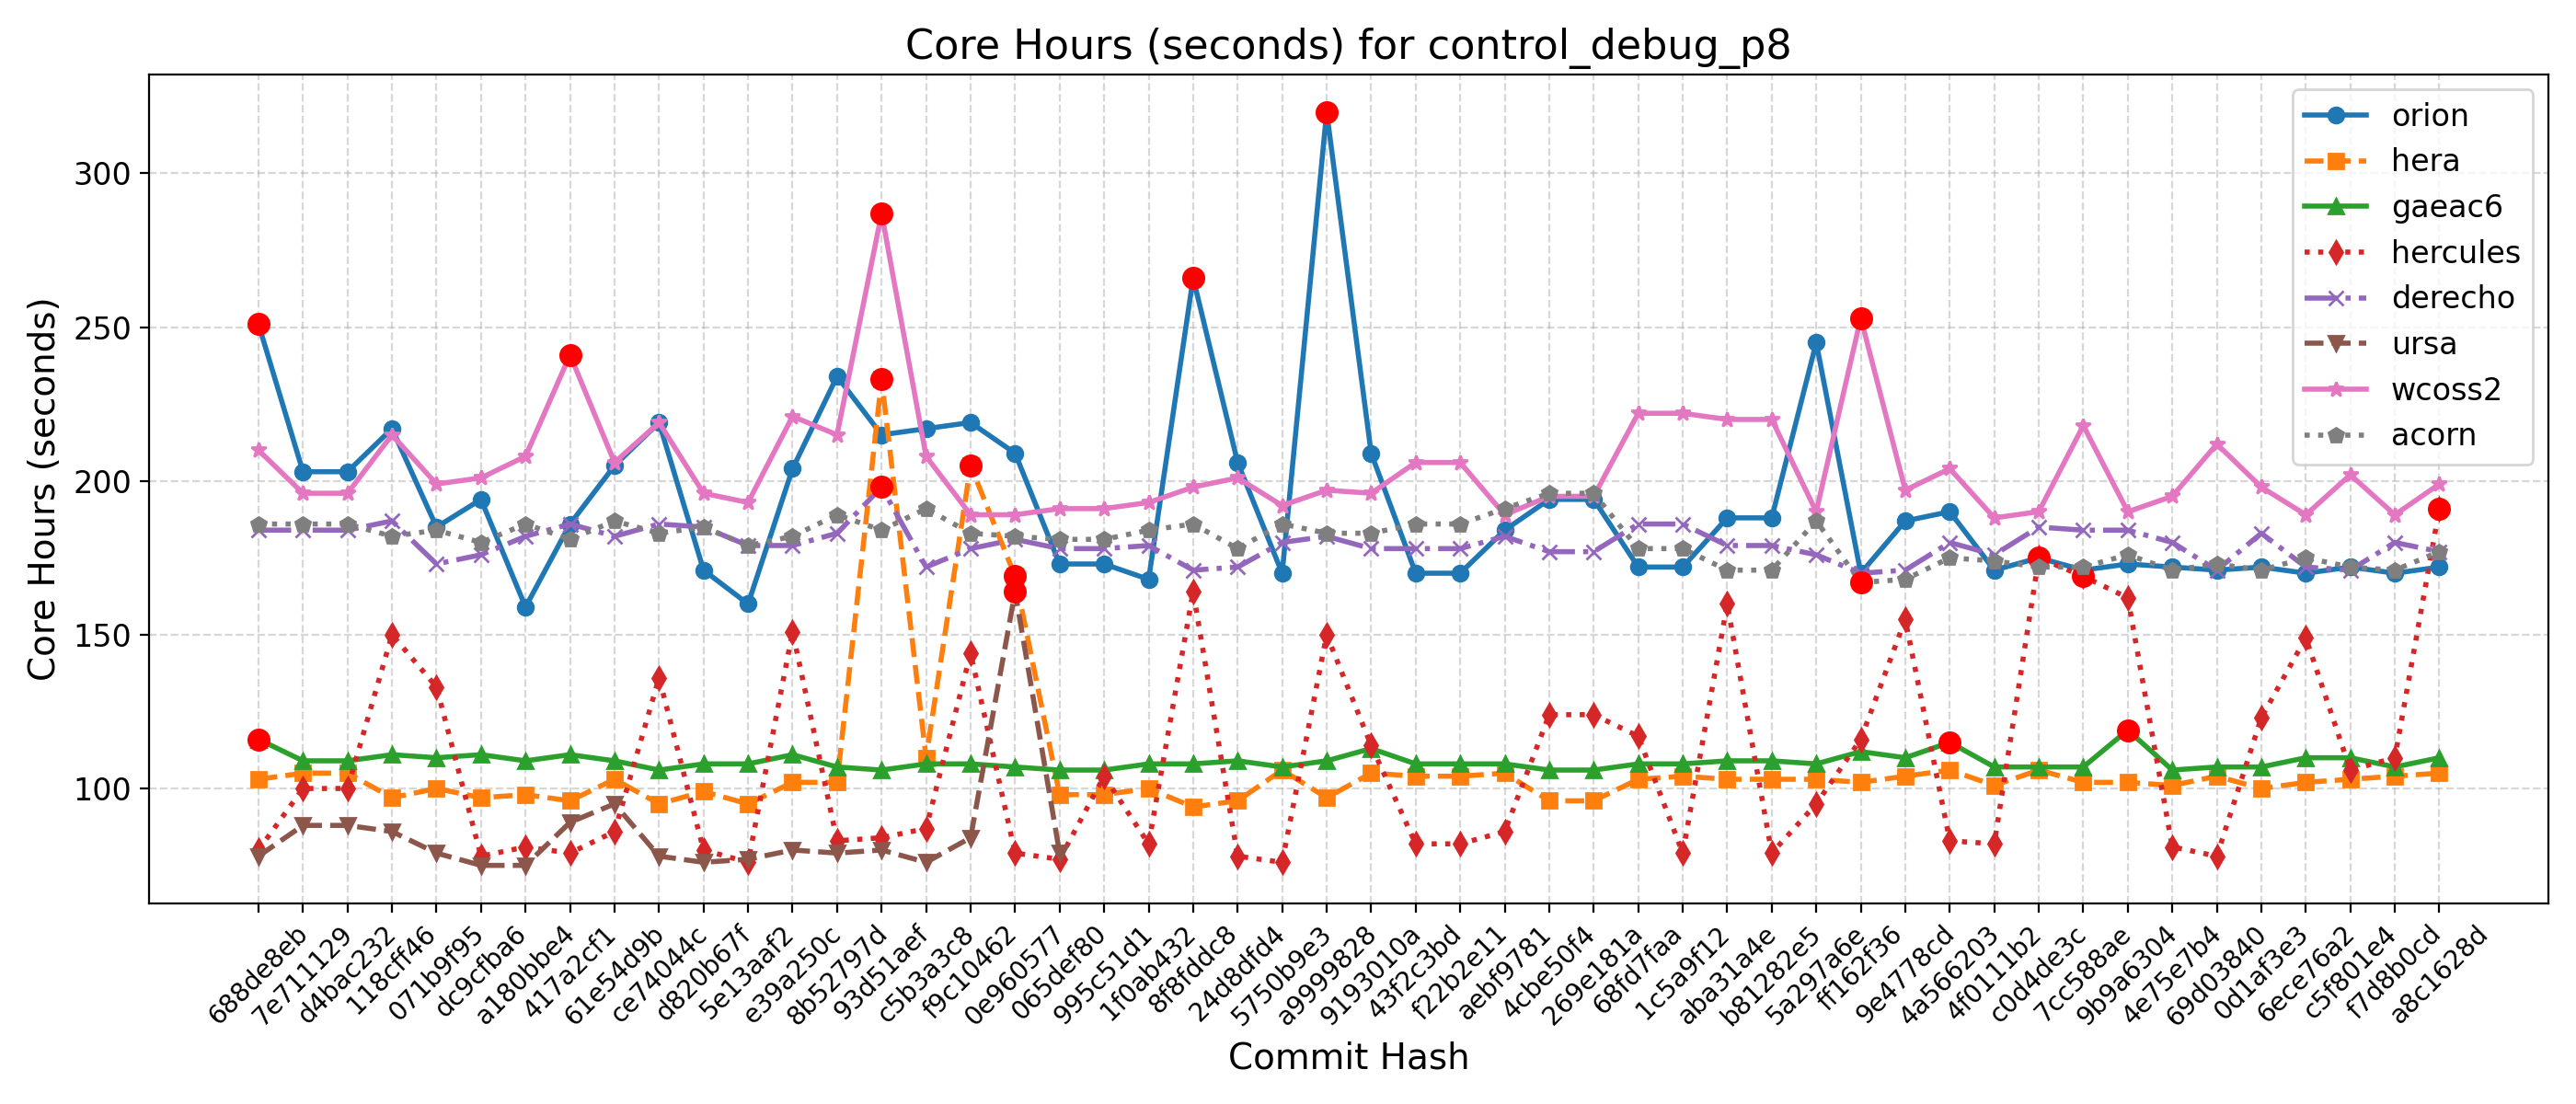 Core Hours (seconds) for control_debug_p8
Core Hours (seconds)
300
250
200
150
100
orion
hera
gaeac6
hercules
derecho
ursa
wcoss2
acorn
688de8eb
7e711129
d4bac232
118cff46
071b9f95
dc9cfba6
a180bbe4
417a2cf1
61e54d9b
ce74044c
d820b67f
5e13aaf2
e39a250c
8b52797d
93d51aef
c5b3a3c8
f9c10462
0e960577
065def80
995c51d1
1f0ab432
8f8fddc8
24d8dfd4
5750b9e3
a9999828
9193010a
43f2c3bd
f22b2e11
aebf9781
4cbe50f4
269e181a
68fd7faa
1c5a9f12
aba31a4e
b81282e5
5a297a6e
ff162f36
9e4778cd
4a566203
4f0111b2
c0d4de3c
7cc588ae
9b9a6304
4e75e7b4
69d03840
0d1af3e3
6ece76a2
c5f801e4
f7d8b0cd
a8c1628d
Commit Hash